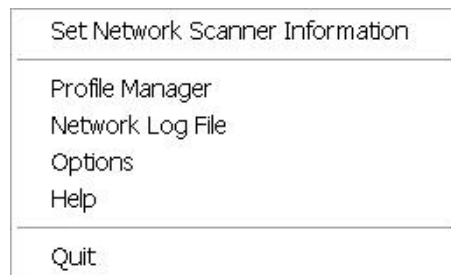 Set Network Scanner Information
Profile Manager
Network Log File
Options
Help
Quit